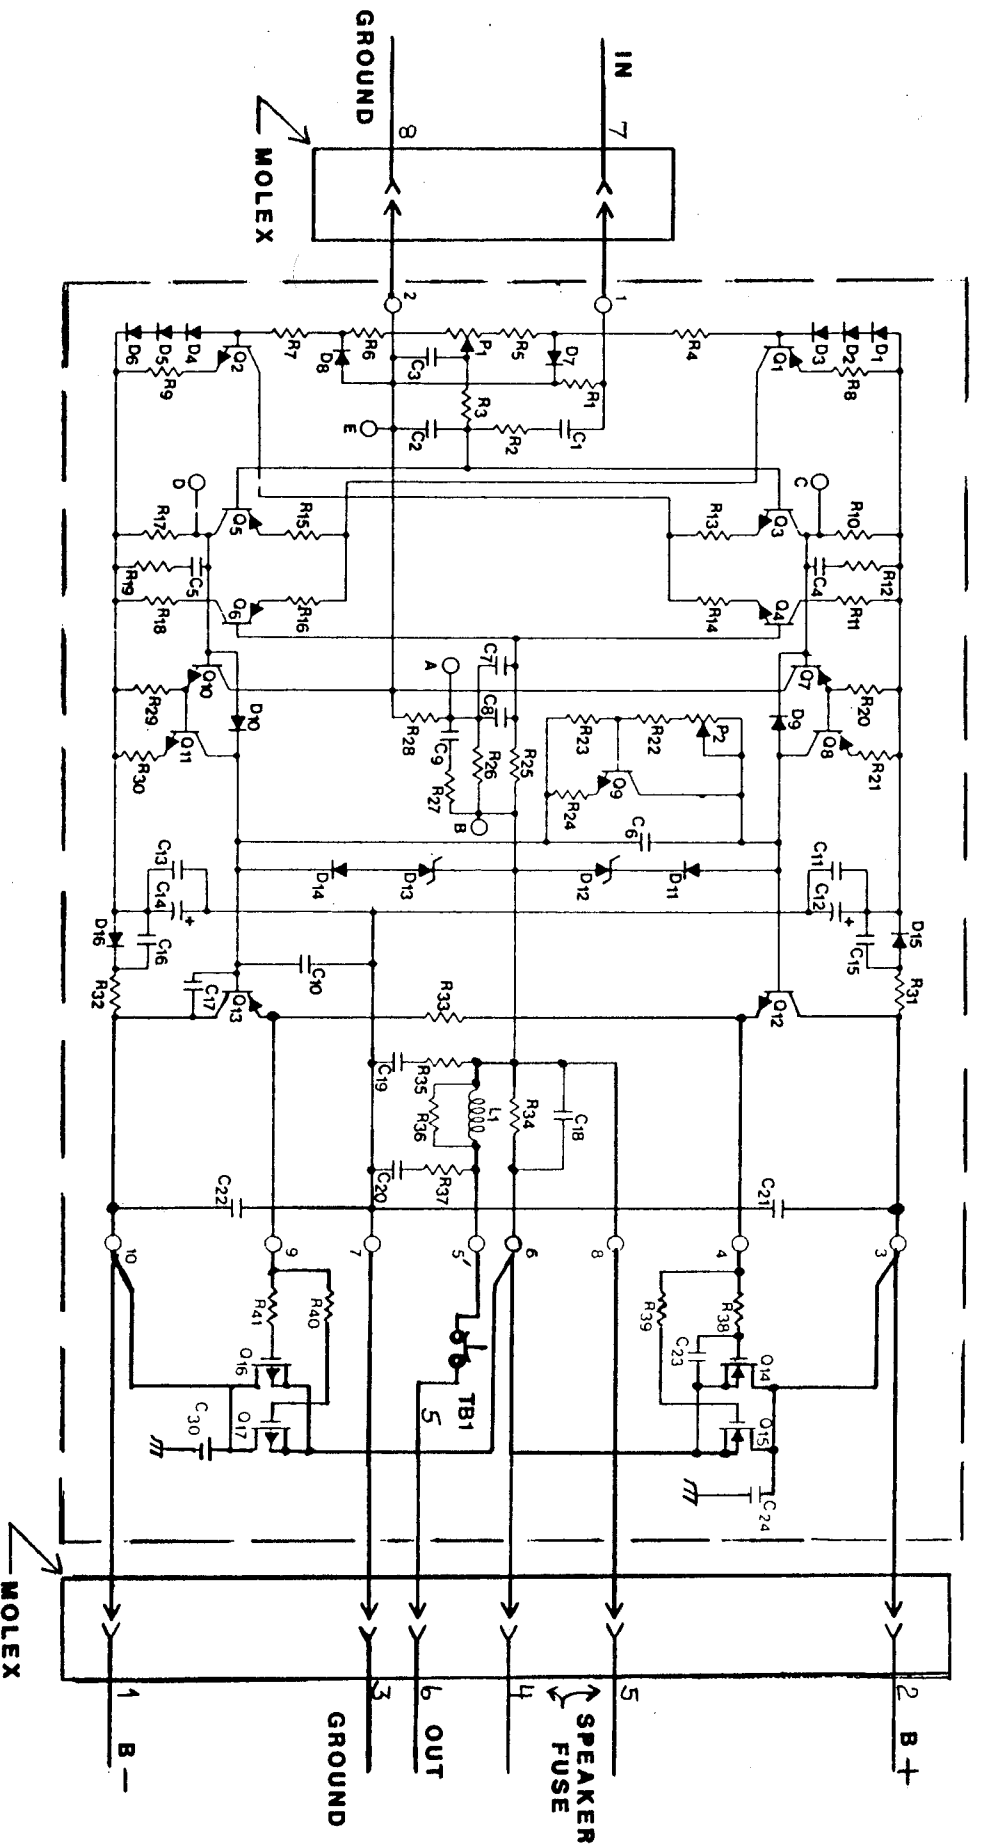 IN
7
GROUND
8
MOLEX
1
2
D1
D2
D3
R8
Q1
R4
D7
R1
R5
P1
R6
C3
D8
R7
Q2
D4
D5
D6
R9
R3
C1
R2
C2
E
C
R10
Q3
R13
R15
Q5
D
R17
R12
C4
C5
R19
R11
Q4
R14
R16
Q6
R18
Q7
R20
Q8
R21
D9
P2
R22
R23
Q9
R24
C6
C7
C8
A
R25
R26
C9
R27
R28
B
Q10
D10
R29
Q11
R30
C11
C12
+
C13
C14
+
D11
D12
D13
D14
D15
C15
R31
D16
C16
R32
Q12
R33
C10
Q13
C17
C18
R34
L1
R35
R36
C19
R37
C20
C21
C22
3
4
8
6
5'
7
9
10
R38
R39
C23
Q14
Q15
C24
TB1
5
R40
R41
Q16
Q17
C30
MOLEX
2 B+
5
SPEAKER
FUSE
4
6 OUT
3 GROUND
1 B−